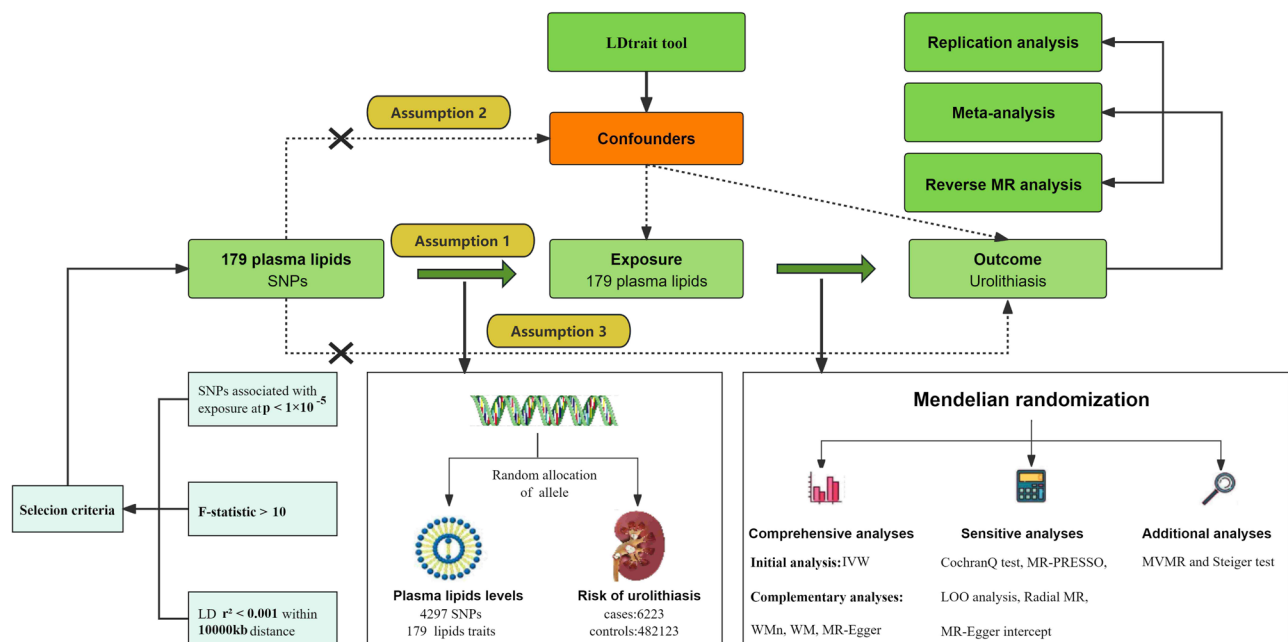 LDtrait tool
Replication analysis
Assumption 2
Meta-analysis
Confounders
Reverse MR analysis
Assumption 1
179 plasma lipids
SNPs
Exposure
179 plasma lipids
Outcome
Urolithiasis
Assumption 3
SNPs associated with
exposure at p < 1×10 -5
Selecion criteria
F-statistic > 10
LD r² < 0.001 within
10000kb distance
Random allocation
of allele
Plasma lipids levels
4297 SNPs
179 lipids traits
Risk of urolithiasis
cases:6223
controls:482123
Mendelian randomization
Comprehensive analyses
Initial analysis:IVW
Complementary analyses:
WMn, WM, MR-Egger
Sensitive analyses
CochranQ test, MR-PRESSO,
LOO analysis, Radial MR,
MR-Egger intercept
Additional analyses
MVMR and Steiger test